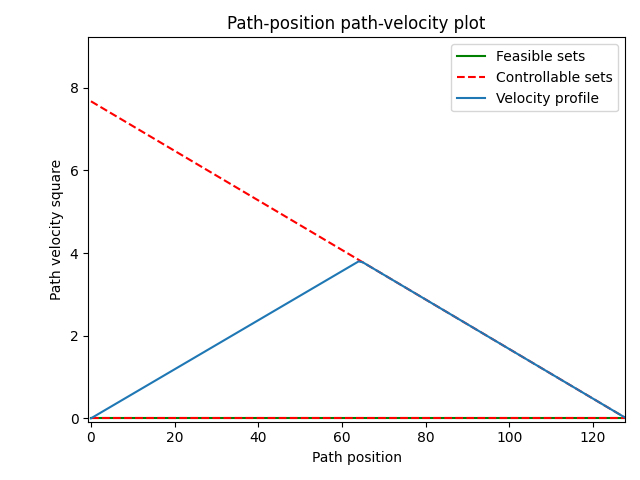 Path-position path-velocity plot
Feasible sets
Controllable sets
Velocity profile
Path velocity square
8
6
4
2
0
0 20 40 60 80 100 120
Path position